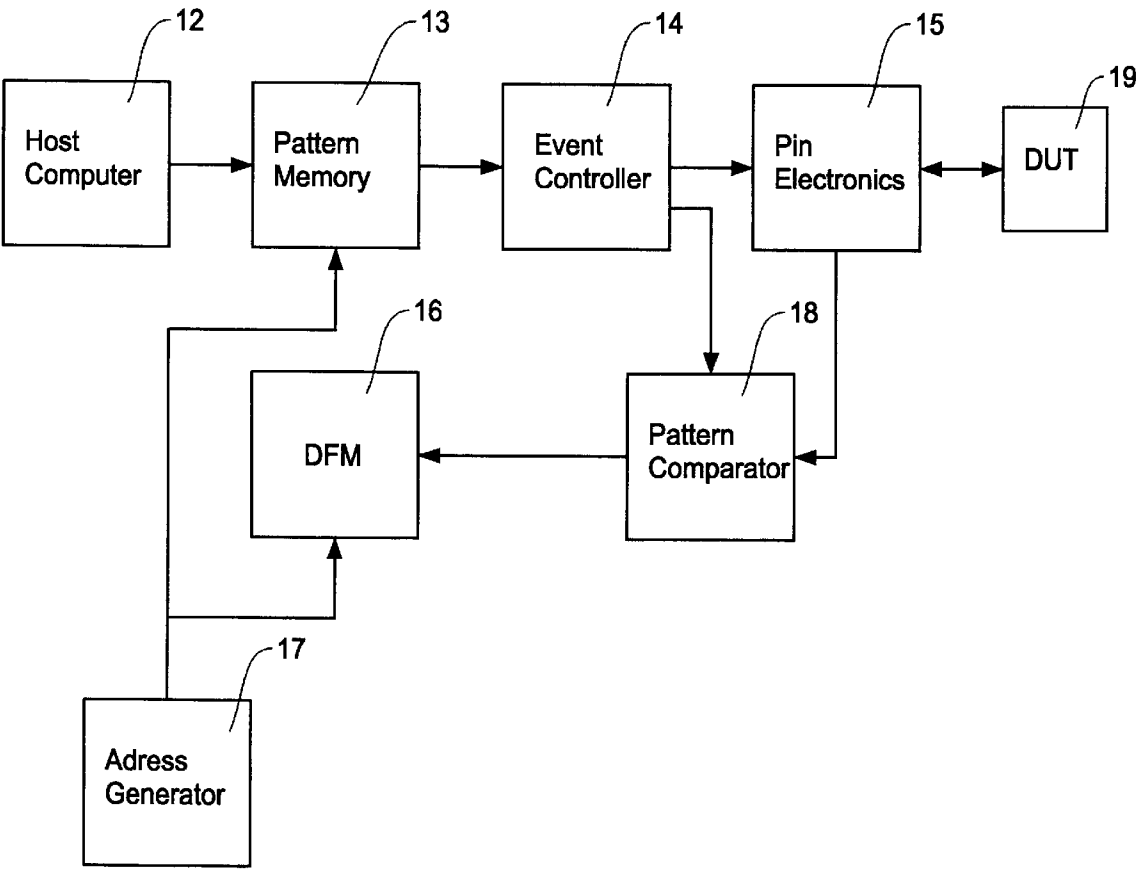 12
13
14
15
19
Host
Computer
Pattern
Memory
Event
Controller
Pin
Electronics
DUT
16
18
DFM
Pattern
Comparator
17
Adress
Generator